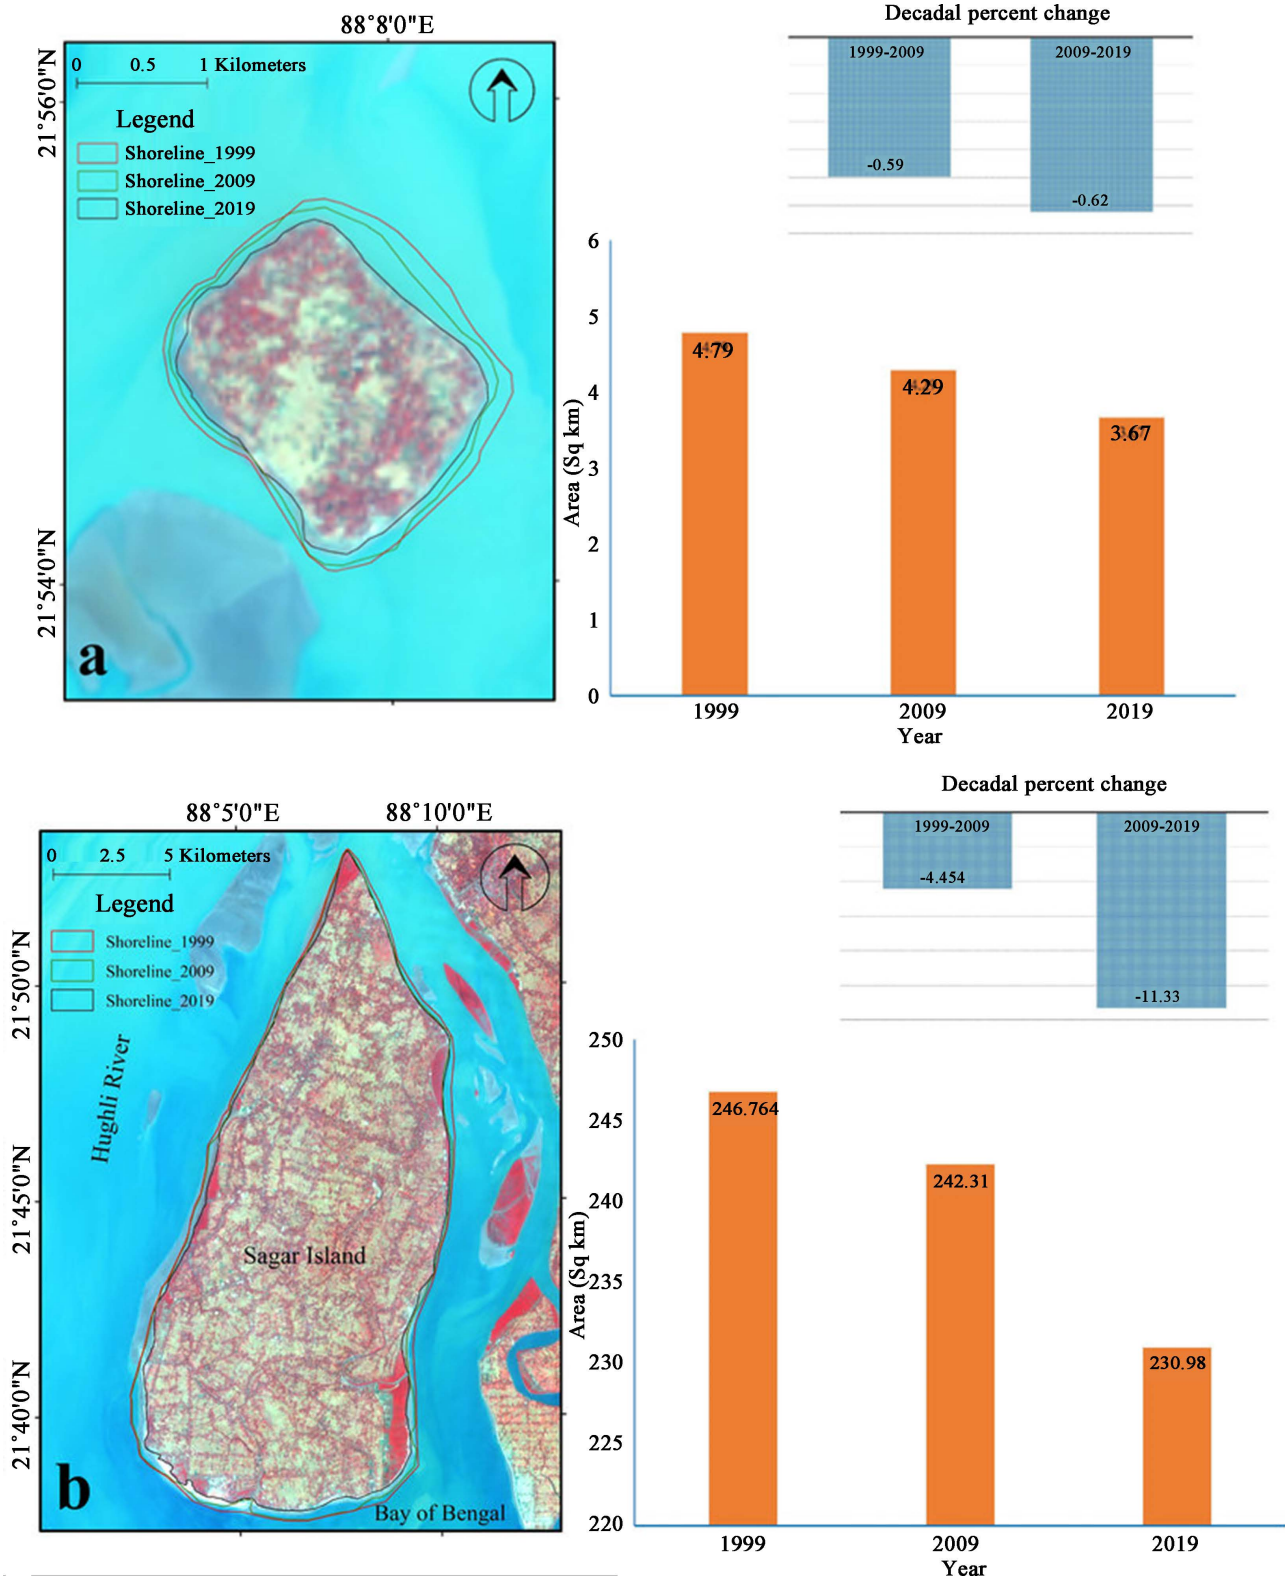 88°8'0"E
21°56'0"N
21°54'0"N
0 0.5 1 Kilometers
Legend
Shoreline_1999
Shoreline_2009
Shoreline_2019
a
Decadal percent change
1999-2009
2009-2019
-0.59
-0.62
Area (Sq km)
6
5
4
3
2
1
0
4.79
4.29
3.67
1999
2009
2019
Year
88°5'0"E 88°10'0"E
21°50'0"N
21°45'0"N
21°40'0"N
0 2.5 5 Kilometers
Legend
Shoreline_1999
Shoreline_2009
Shoreline_2019
Hughli River
Sagar Island
Bay of Bengal
b
Decadal percent change
1999-2009
2009-2019
-4.454
-11.33
Area (Sq km)
250
245
240
235
230
225
220
246.764
242.31
230.98
1999
2009
2019
Year